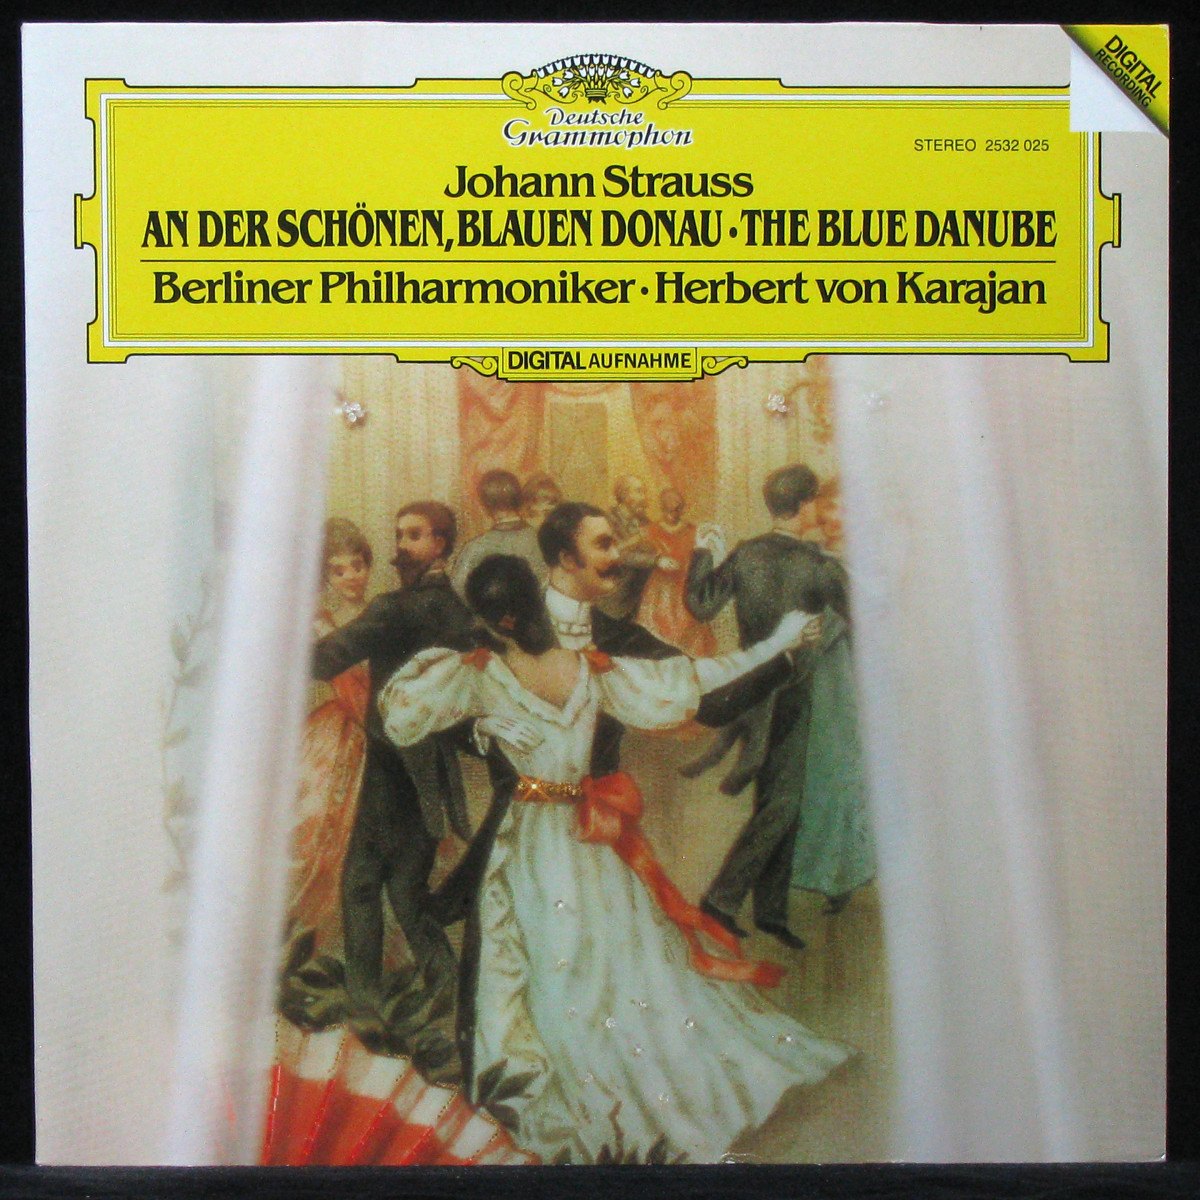 DIGITAL
RECORDING
Deutsche
Grammophon
STEREO 2532 025
Johann Strauss
AN DER SCHÖNEN, BLAUEN DONAU · THE BLUE DANUBE
Berliner Philharmoniker · Herbert von Karajan
DIGITAL AUFNAHME